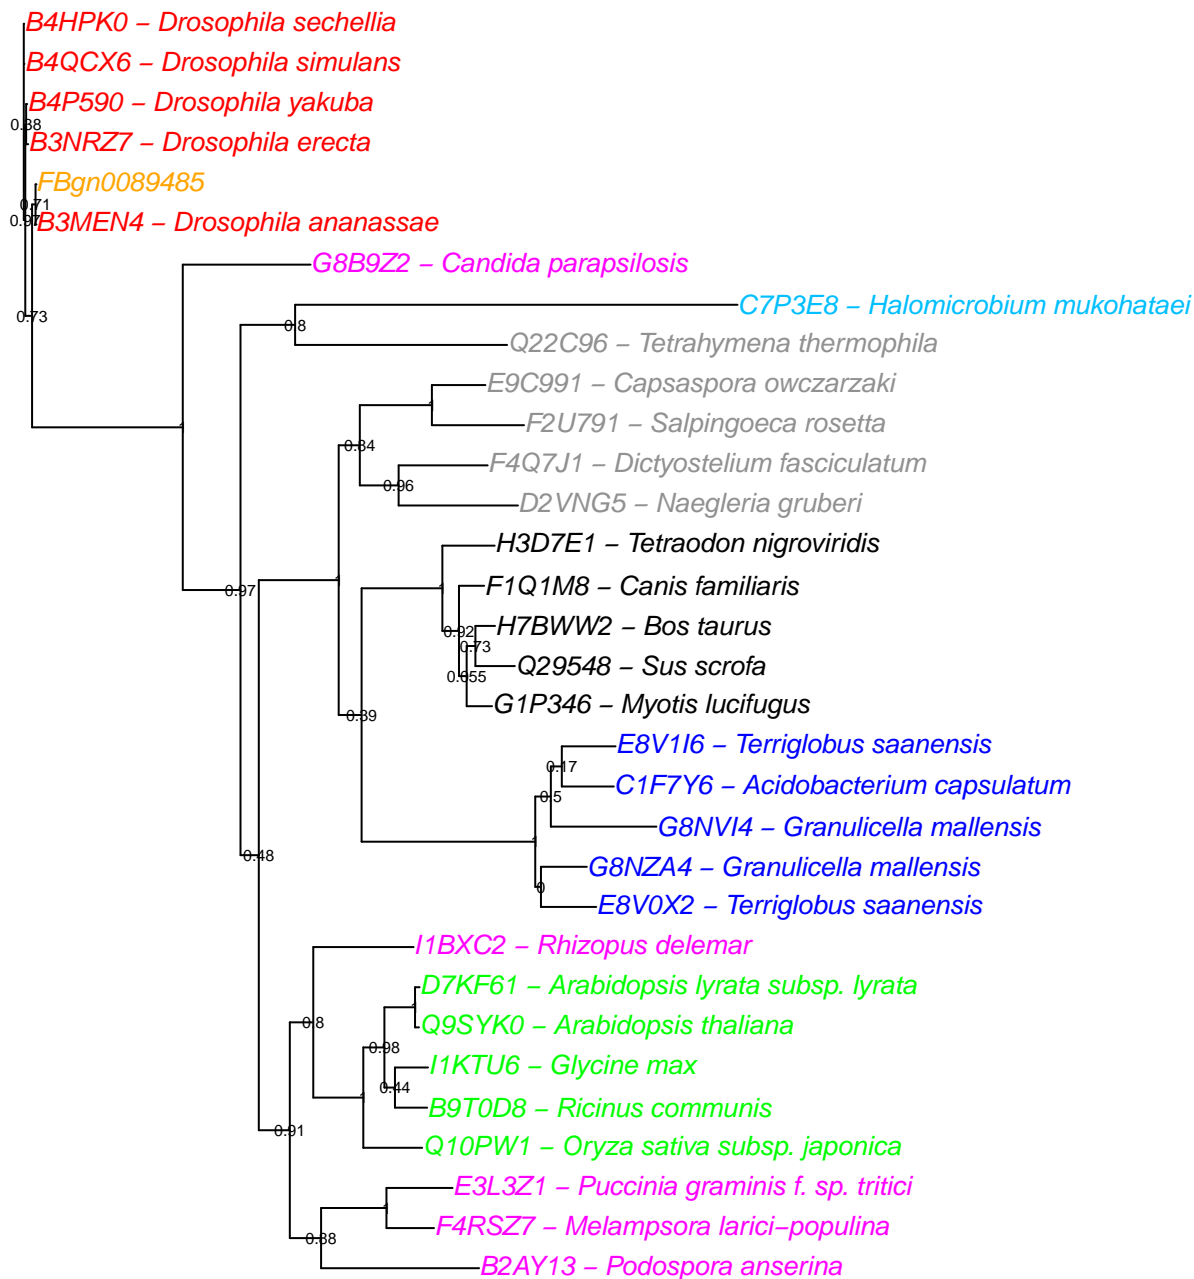 B4HPK0 – Drosophila sechellia
B4QCX6 – Drosophila simulans
B4P590 – Drosophila yakuba
0.88
B3NRZ7 – Drosophila erecta
FBgn0089485
0.71
0.97
B3MEN4 – Drosophila ananassae
G8B9Z2 – Candida parapsilosis
C7P3E8 – Halomicrobium mukohataei
0.73
0.8
Q22C96 – Tetrahymena thermophila
E9C991 – Capsaspora owczarzaki
1
F2U791 – Salpingoeca rosetta
1
0.84
F4Q7J1 – Dictyostelium fasciculatum
0.96
D2VNG5 – Naegleria gruberi
H3D7E1 – Tetraodon nigroviridis
1
F1Q1M8 – Canis familiaris
1
0.97
H7BWW2 – Bos taurus
0.92
0.73
Q29548 – Sus scrofa
0.055
G1P346 – Myotis lucifugus
0.89
E8V1I6 – Terriglobus saanensis
0.17
C1F7Y6 – Acidobacterium capsulatum
0.5
G8NVI4 – Granulicella mallensis
1
0.48
G8NZA4 – Granulicella mallensis
0
E8V0X2 – Terriglobus saanensis
I1BXC2 – Rhizopus delemar
D7KF61 – Arabidopsis lyrata subsp. lyrata
1
0.8
Q9SYK0 – Arabidopsis thaliana
0.98
I1KTU6 – Glycine max
0.44
1
B9T0D8 – Ricinus communis
0.91
Q10PW1 – Oryza sativa subsp. japonica
E3L3Z1 – Puccinia graminis f. sp. tritici
1
F4RSZ7 – Melampsora larici–populina
0.88
B2AY13 – Podospora anserina